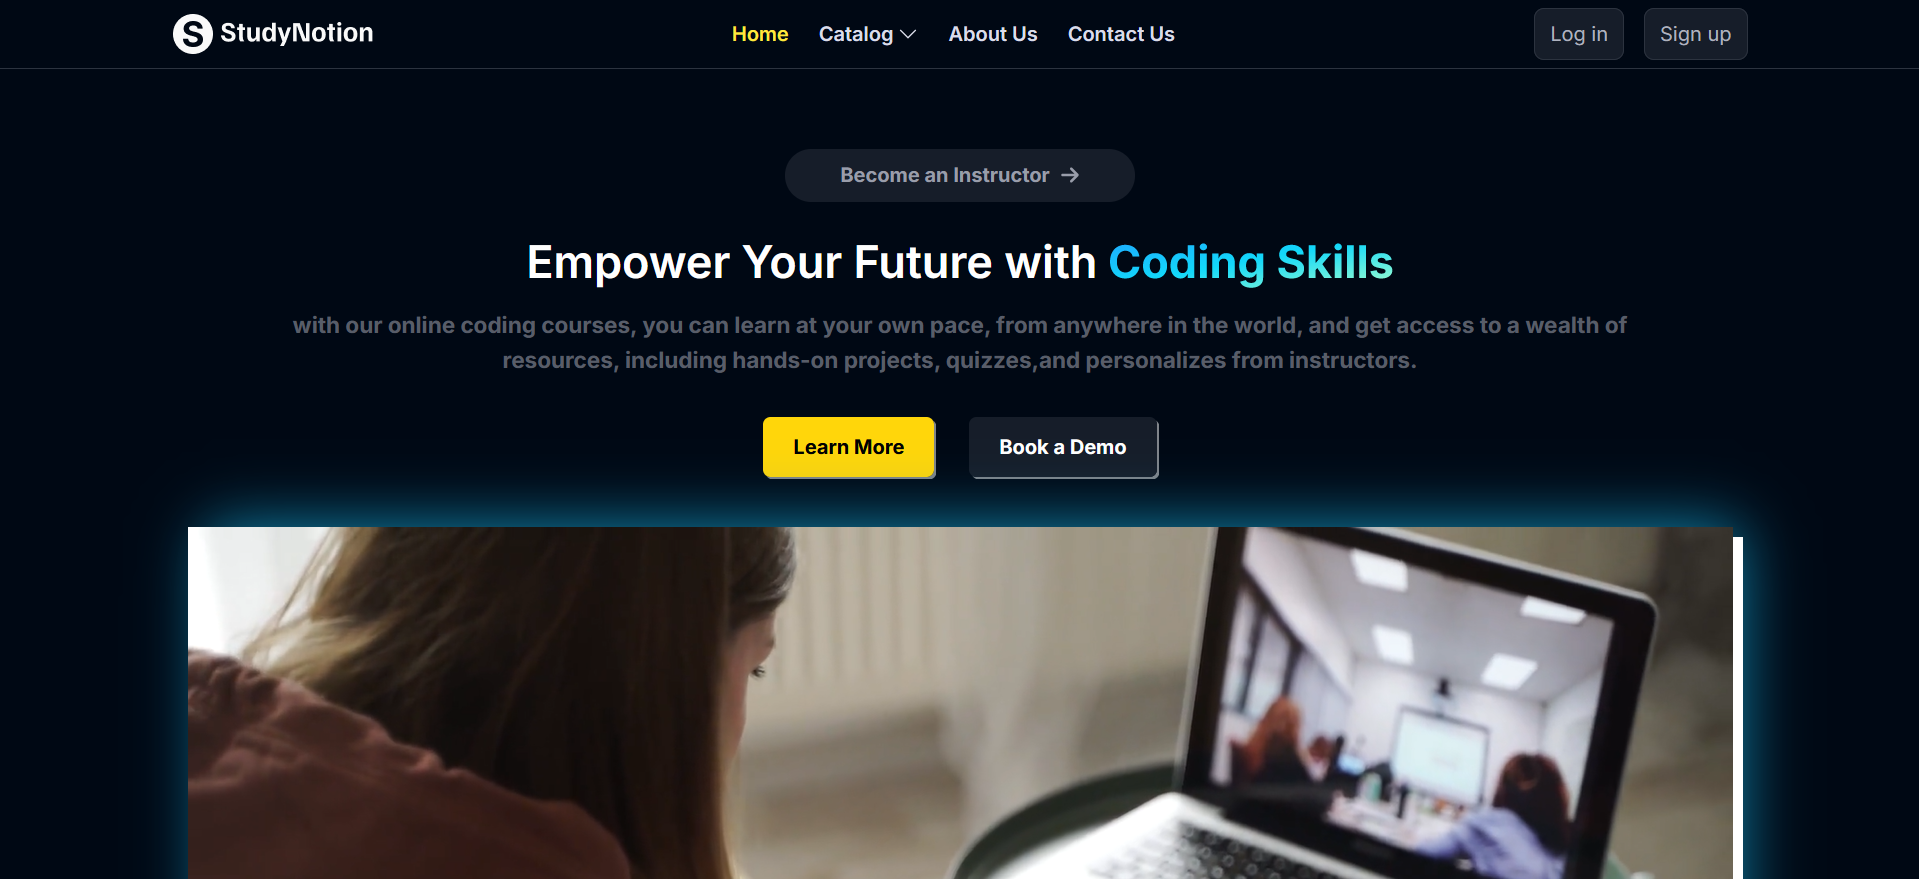 S StudyNotion
Home Catalog About Us Contact Us
Log in Sign up
Become an Instructor →
Empower Your Future with Coding Skills
with our online coding courses, you can learn at your own pace, from anywhere in the world, and get access to a wealth of
resources, including hands-on projects, quizzes,and personalizes from instructors.
Learn More Book a Demo